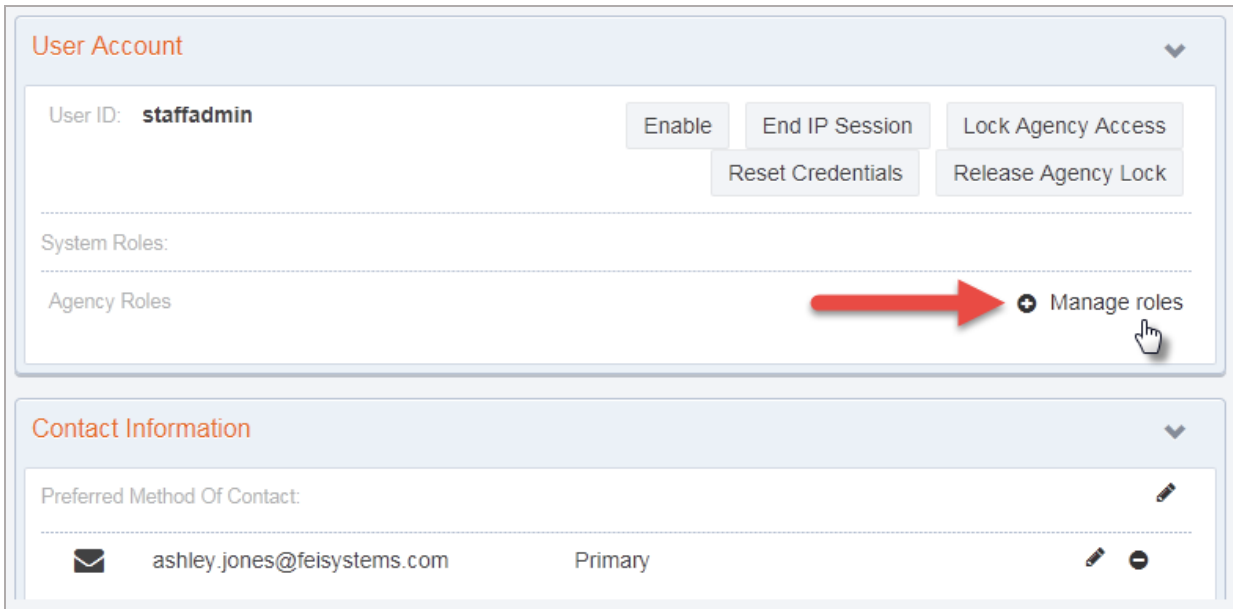 User Account
User ID: staffadmin
Enable End IP Session Lock Agency Access
Reset Credentials Release Agency Lock
System Roles:
Agency Roles Manage roles
Contact Information
Preferred Method Of Contact:
ashley.jones@feisystems.com Primary